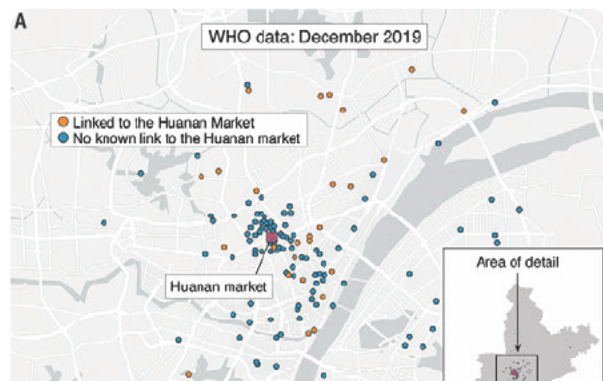 A
WHO data: December 2019
Linked to the Huanan Market
No known link to the Huanan market
Huanan market
Area of detail